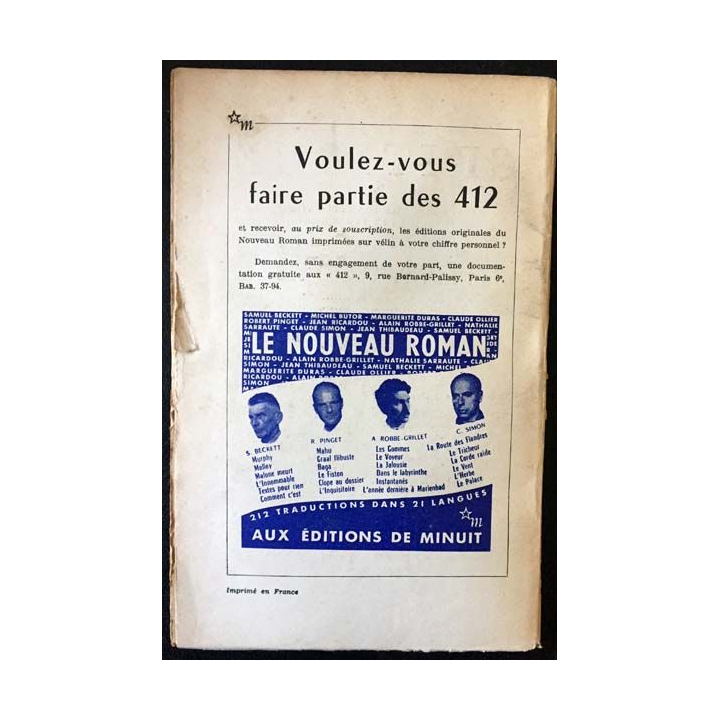 m
Voulez-vous
faire partie des 412
et recevoir, au prix de souscription, les éditions originales du
Nouveau Roman imprimées sur vélin à votre chiffre personnel ?
Demandez, sans engagement de votre part, une documen-
tation gratuite aux « 412 », 9, rue Bernard-Palissy, Paris 6e,
BAB. 37-94.
SAMUEL BECKETT - MICHEL BUTOR - MARGUERITE DURAS - CLAUDE OLLIER
ROBERT PINGET - JEAN RICARDOU - ALAIN ROBBE-GRILLET - NATHALIE
SARRAUTE - CLAUDE SIMON - JEAN THIBAUDEAU - SAMUEL BECKETT -
LE NOUVEAU ROMAN
RICARDOU - ALAIN ROBBE-GRILLET - NATHALIE SARRAUTE - CLAU
SIMON - JEAN THIBAUDEAU - SAMUEL BECKETT - MICHEL
MARGUERITE DURAS - CLAUDE OLLIER -
RICARDOU - ALAIN
SIMON
S. BECKETT
Murphy
Molloy
Malone meurt
L'Innommable
Textes pour rien
Comment c'est
R. PINGET
Mahu
Graal flibuste
Baga
Le Fiston
Clope au dossier
L'Inquisitoire
A. ROBBE-GRILLET
Les Gommes
Le Voyeur
La Jalousie
Dans le labyrinthe
Instantanés
L'année dernière à Marienbad
C. SIMON
La Route des Flandres
Le Tricheur
La Corde raide
Le Vent
L'Herbe
Le Palace
212 TRADUCTIONS DANS 21 LANGUES
m
AUX ÉDITIONS DE MINUIT
Imprimé en France